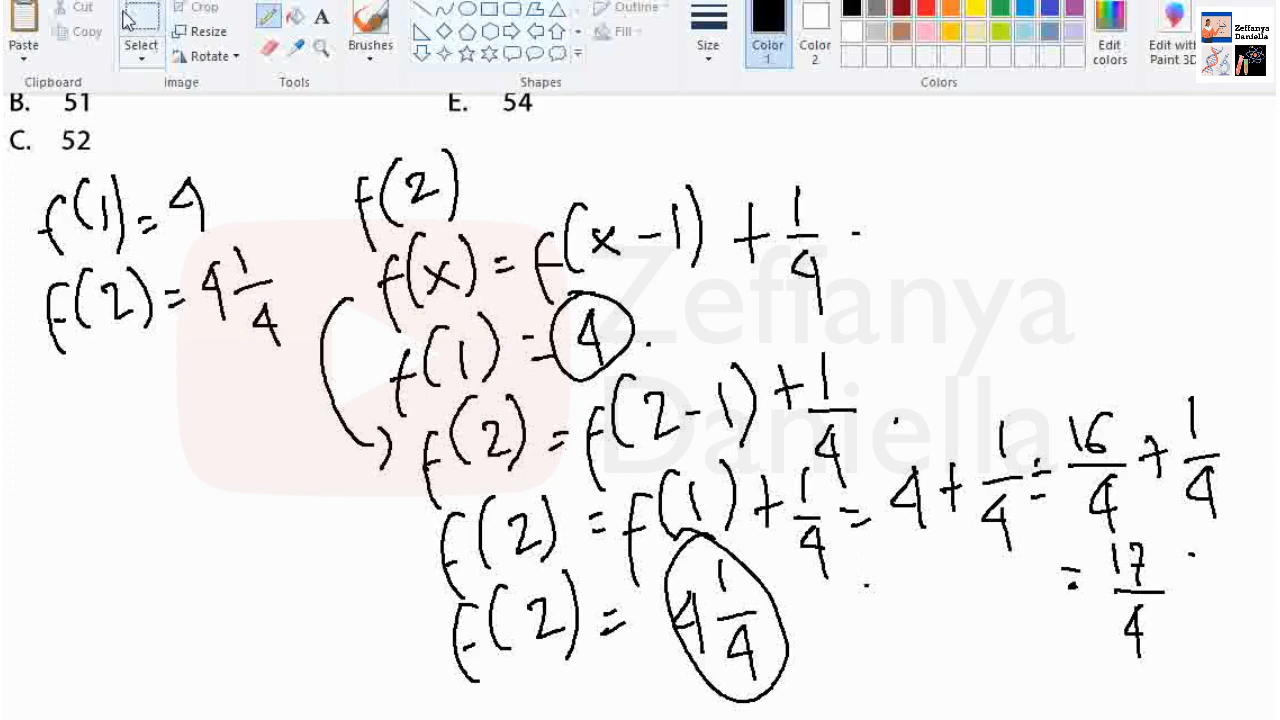 Cut
Copy
Paste
Clipboard
Select
Crop
Resize
Rotate
Image
A
Tools
Brushes
Outline
Fill
Shapes
Size
Color 1
Color 2
Colors
Edit colors
Edit with Paint 3D
Zeffanya Daniella
B. 51
E. 54
C. 52
f(1) = 4
f(2) = 4 1/4
f(2)
f(x) = f(x - 1) + 1/4
f(1) = 4
f(2) = f(2 - 1) + 1/4
f(2) = f(1) + 1/4 = 4 + 1/4 = 16/4 + 1/4
= 17/4
f(2) = 4 1/4
Zeffanya
Daniella